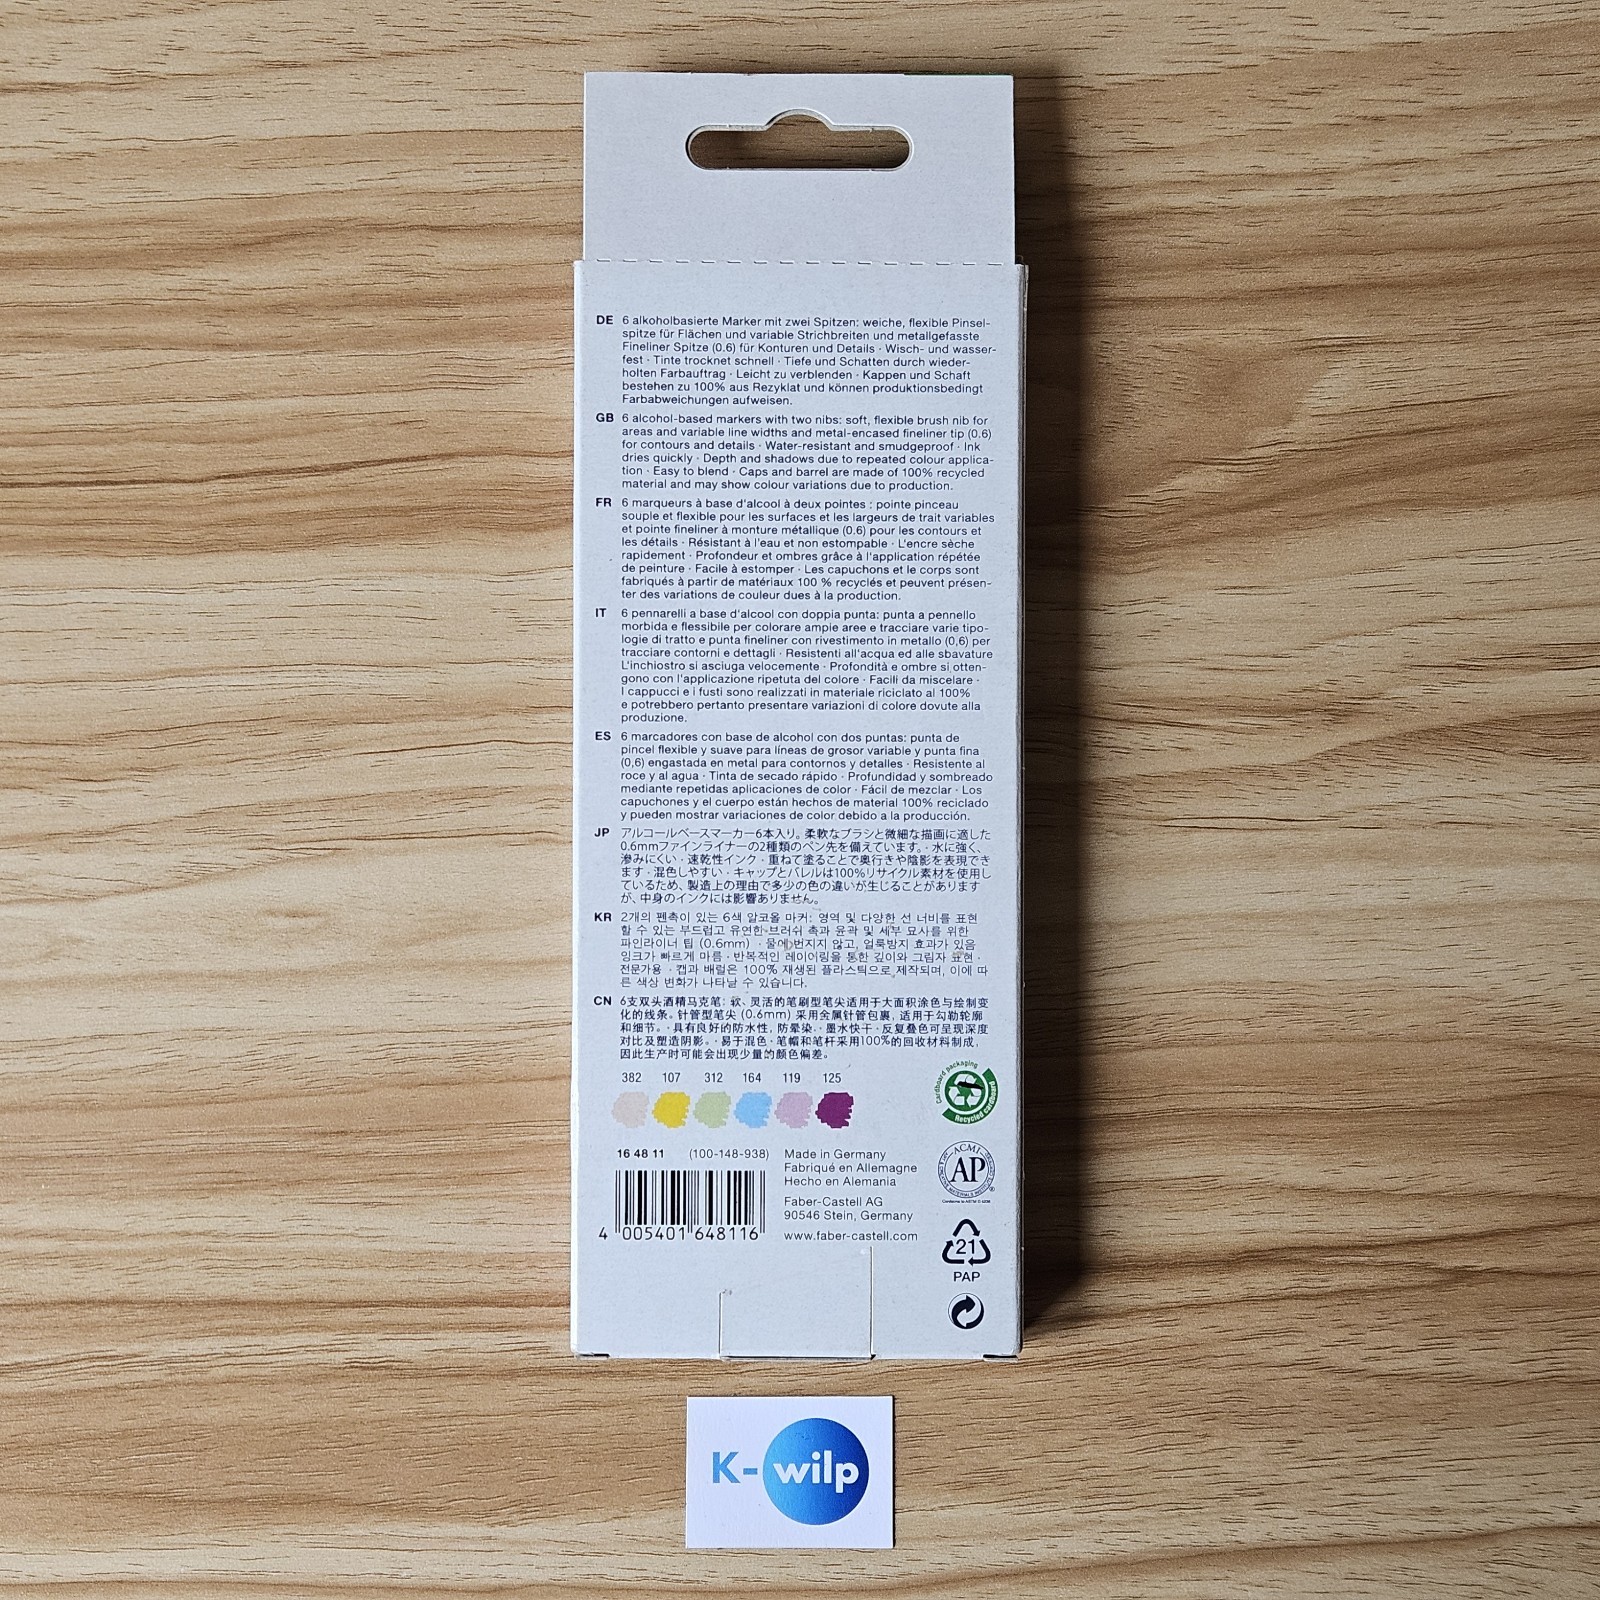 DE 6 alkoholbasierte Marker mit zwei Spitzen: weiche, flexible Pinsel-
spitze für Flächen und variable Strichbreiten und metallgefasste
Fineliner Spitze (0.6) für Konturen und Details · Wisch- und wasser-
fest · Tinte trocknet schnell · Tiefe und Schatten durch wieder-
holten Farbauftrag · Leicht zu verblenden · Kappen und Schaft
bestehen zu 100% aus Rezyklat und können produktionsbedingt
Farbabweichungen aufweisen.
GB 6 alcohol-based markers with two nibs: soft, flexible brush nib for
areas and variable line widths and metal-encased fineliner tip (0.6)
for contours and details · Water-resistant and smudgeproof · Ink
dries quickly · Depth and shadows due to repeated colour applica-
tion · Easy to blend · Caps and barrel are made of 100% recycled
material and may show colour variations due to production.
FR 6 marqueurs à base d'alcool à deux pointes : pointe pinceau
souple et flexible pour les surfaces et les largeurs de trait variables
et pointe fineliner à monture métallique (0.6) pour les contours et
les détails · Résistant à l'eau et non estompable · L'encre sèche
rapidement · Profondeur et ombres grâce à l'application répétée
de peinture · Facile à estomper · Les capuchons et le corps sont
fabriqués à partir de matériaux 100 % recyclés et peuvent présen-
ter des variations de couleur dues à la production.
IT 6 pennarelli a base d'alcool con doppia punta: punta a pennello
morbida e flessibile per colorare ampie aree e tracciare varie tipo-
logie di tratto e punta fineliner con rivestimento in metallo (0,6) per
tracciare contorni e dettagli · Resistenti all'acqua ed alle sbavature
L'inchiostro si asciuga velocemente · Profondità e ombre si otten-
gono con l'applicazione ripetuta del colore · Facili da miscelare ·
I cappucci e i fusti sono realizzati in materiale riciclato al 100%
e potrebbero pertanto presentare variazioni di colore dovute alla
produzione.
ES 6 marcadores con base de alcohol con dos puntas: punta de
pincel flexible y suave para líneas de grosor variable y punta fina
(0,6) engastada en metal para contornos y detalles · Resistente al
roce y al agua · Tinta de secado rápido · Profundidad y sombreado
mediante repetidas aplicaciones de color · Fácil de mezclar · Los
capuchones y el cuerpo están hechos de material 100% reciclado
y pueden mostrar variaciones de color debido a la producción.
JP アルコールベースマーカー6本入り。柔軟なブラシと微細な描画に適した
0.6mmファインライナーの2種類のペン先を備えています。· 水に強く、
滲みにくい · 速乾性インク · 重ねて塗ることで奥行きや陰影を表現でき
ます · 混色しやすい · キャップとバレルは100%リサイクル素材を使用し
ているため、製造上の理由で多少の色の違いが生じることがあります
が、中身のインクには影響ありません。
KR 2개의 펜촉이 있는 6색 알코올 마커: 영역 및 다양한 선 너비를 표현
할 수 있는 부드럽고 유연한 브러쉬 촉과 윤곽 및 세부 묘사를 위한
파인라이너 팁 (0.6mm) · 물에 번지지 않고, 얼룩방지 효과가 있음
잉크가 빠르게 마름 · 반복적인 레이어링을 통한 깊이와 그림자 표현 ·
전문가용 · 캡과 배럴은 100% 재생된 플라스틱으로 제작되며, 이에 따
른 색상 변화가 나타날 수 있습니다.
CN 6支双头酒精马克笔: 软、灵活的笔刷型笔尖适用于大面积涂色与绘制变
化的线条。针管型笔尖 (0.6mm) 采用金属针管包裹, 适用于勾勒轮廓
和细节。· 具有良好的防水性, 防晕染 · 墨水快干 · 反复叠色可呈现深度
对比及塑造阴影。· 易于混色 · 笔帽和笔杆采用100%的回收材料制成,
因此生产时可能会出现少量的颜色偏差。
382 107 312 164 119 125
Cardboard packaging
Recycled cardboard
16 48 11 (100-148-938)
4 005401 648116
Made in Germany
Fabriqué en Allemagne
Hecho en Alemania
Faber-Castell AG
90546 Stein, Germany
www.faber-castell.com
ACMI
AP
21
PAP
K-wilp